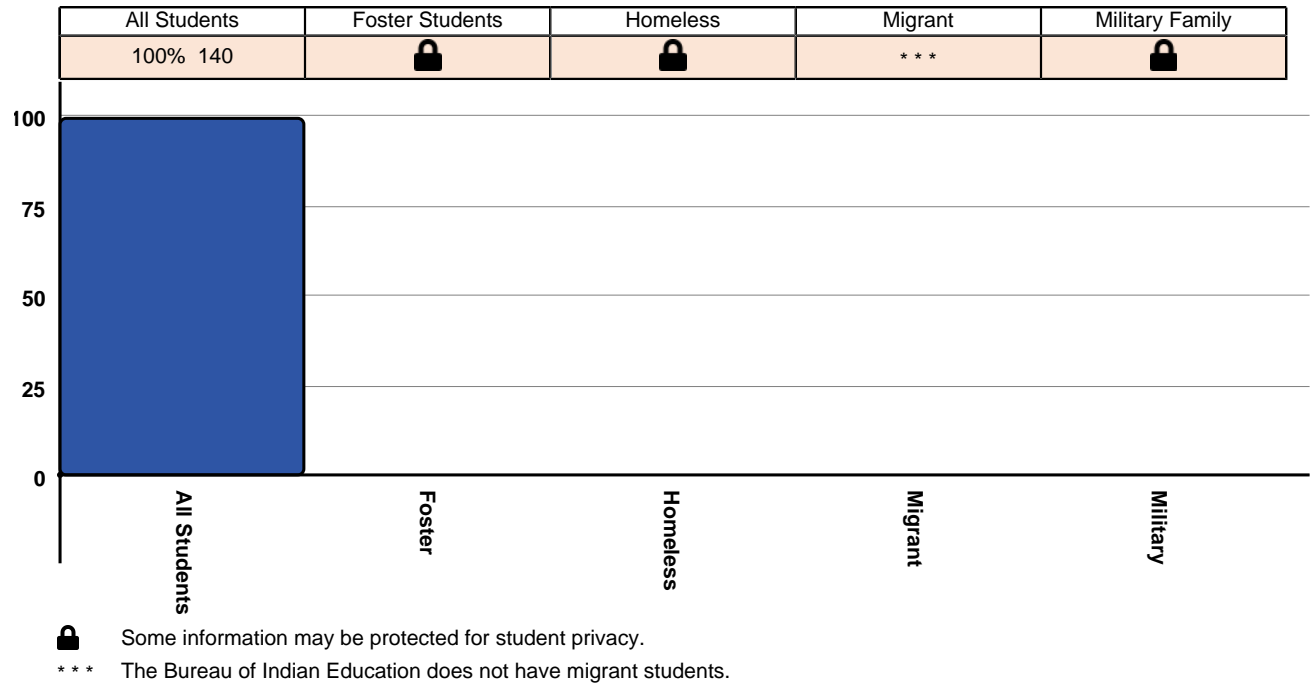 All Students Foster Students Homeless Migrant Military Family
100% 140 * * *
100
75
50
25
0
All Students
Foster
Homeless
Migrant
Military
Some information may be protected for student privacy.
* * * The Bureau of Indian Education does not have migrant students.